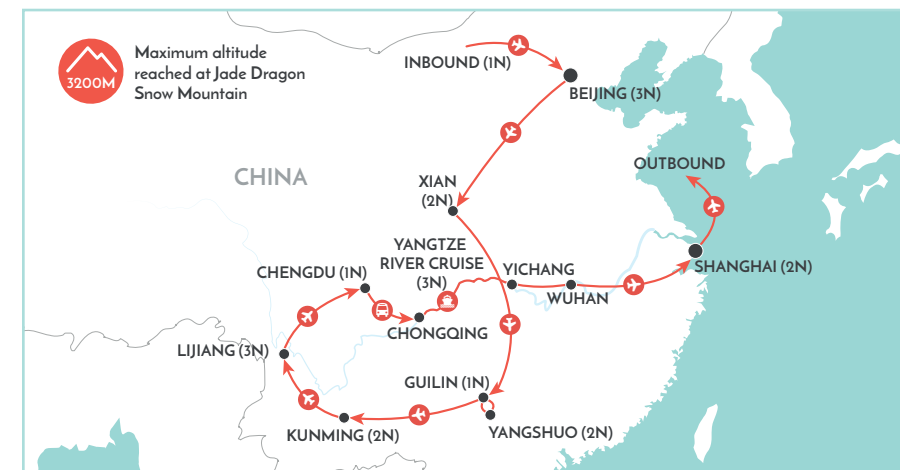 Maximum altitude
reached at Jade Dragon
Snow Mountain
3200M
INBOUND (1N)
BEIJING (3N)
CHINA
OUTBOUND
XIAN
(2N)
YANGTZE
RIVER CRUISE
(3N)
CHENGDU (1N)
YICHANG
SHANGHAI (2N)
WUHAN
CHONGQING
LIJIANG (3N)
GUILIN (1N)
KUNMING (2N)
YANGSHUO (2N)